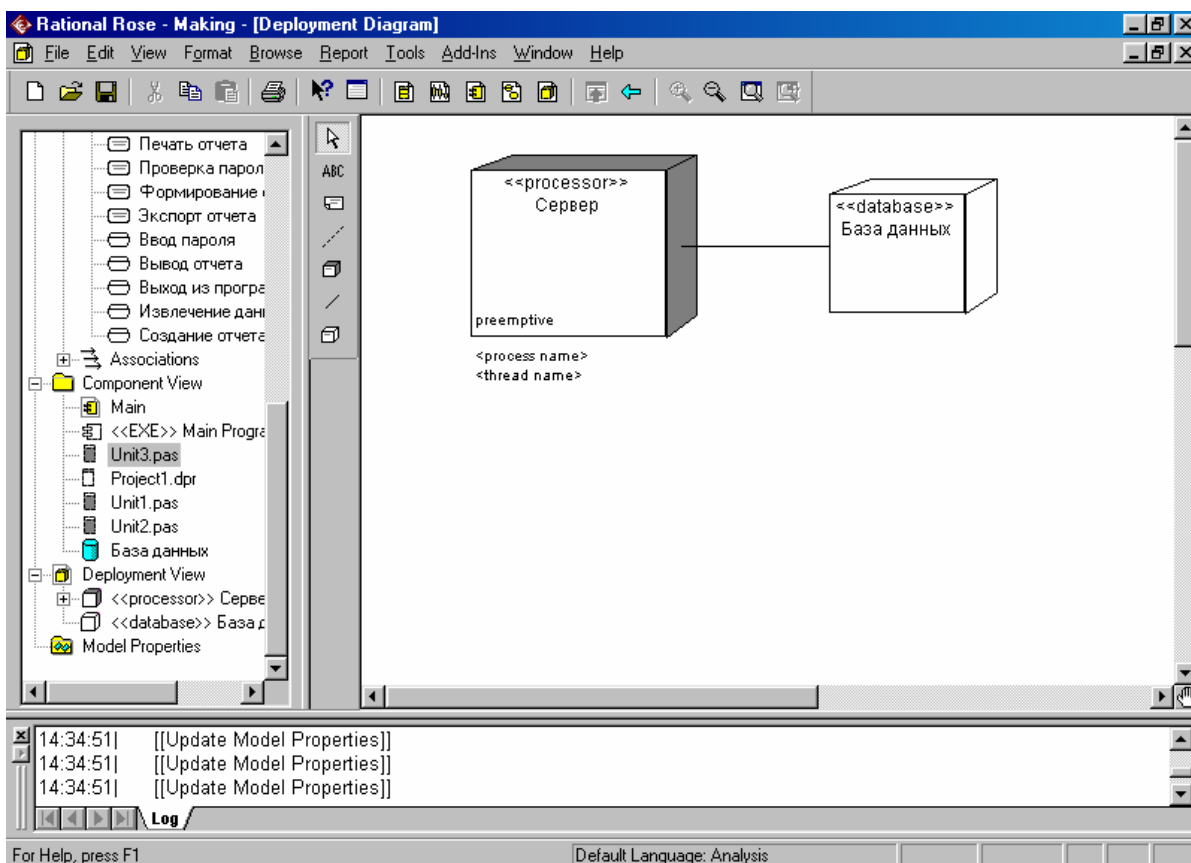 Rational Rose - Making - [Deployment Diagram]
File Edit View Format Browse Report Tools Add-Ins Window Help
Печать отчета
Проверка парол
Формирование
Экспорт отчета
Ввод пароля
Вывод отчета
Выход из програ
Извлечение данн
Создание отчета
Associations
Component View
Main
<<EXE>> Main Progra
Unit3.pas
Project1.dpr
Unit1.pas
Unit2.pas
База данных
Deployment View
<<processor>> Серве
<<database>> База д
Model Properties
ABC
<<processor>>
Сервер
preemptive
<process name>
<thread name>
<<database>>
База данных
14:34:51| [[Update Model Properties]]
14:34:51| [[Update Model Properties]]
14:34:51| [[Update Model Properties]]
Log
For Help, press F1
Default Language: Analysis